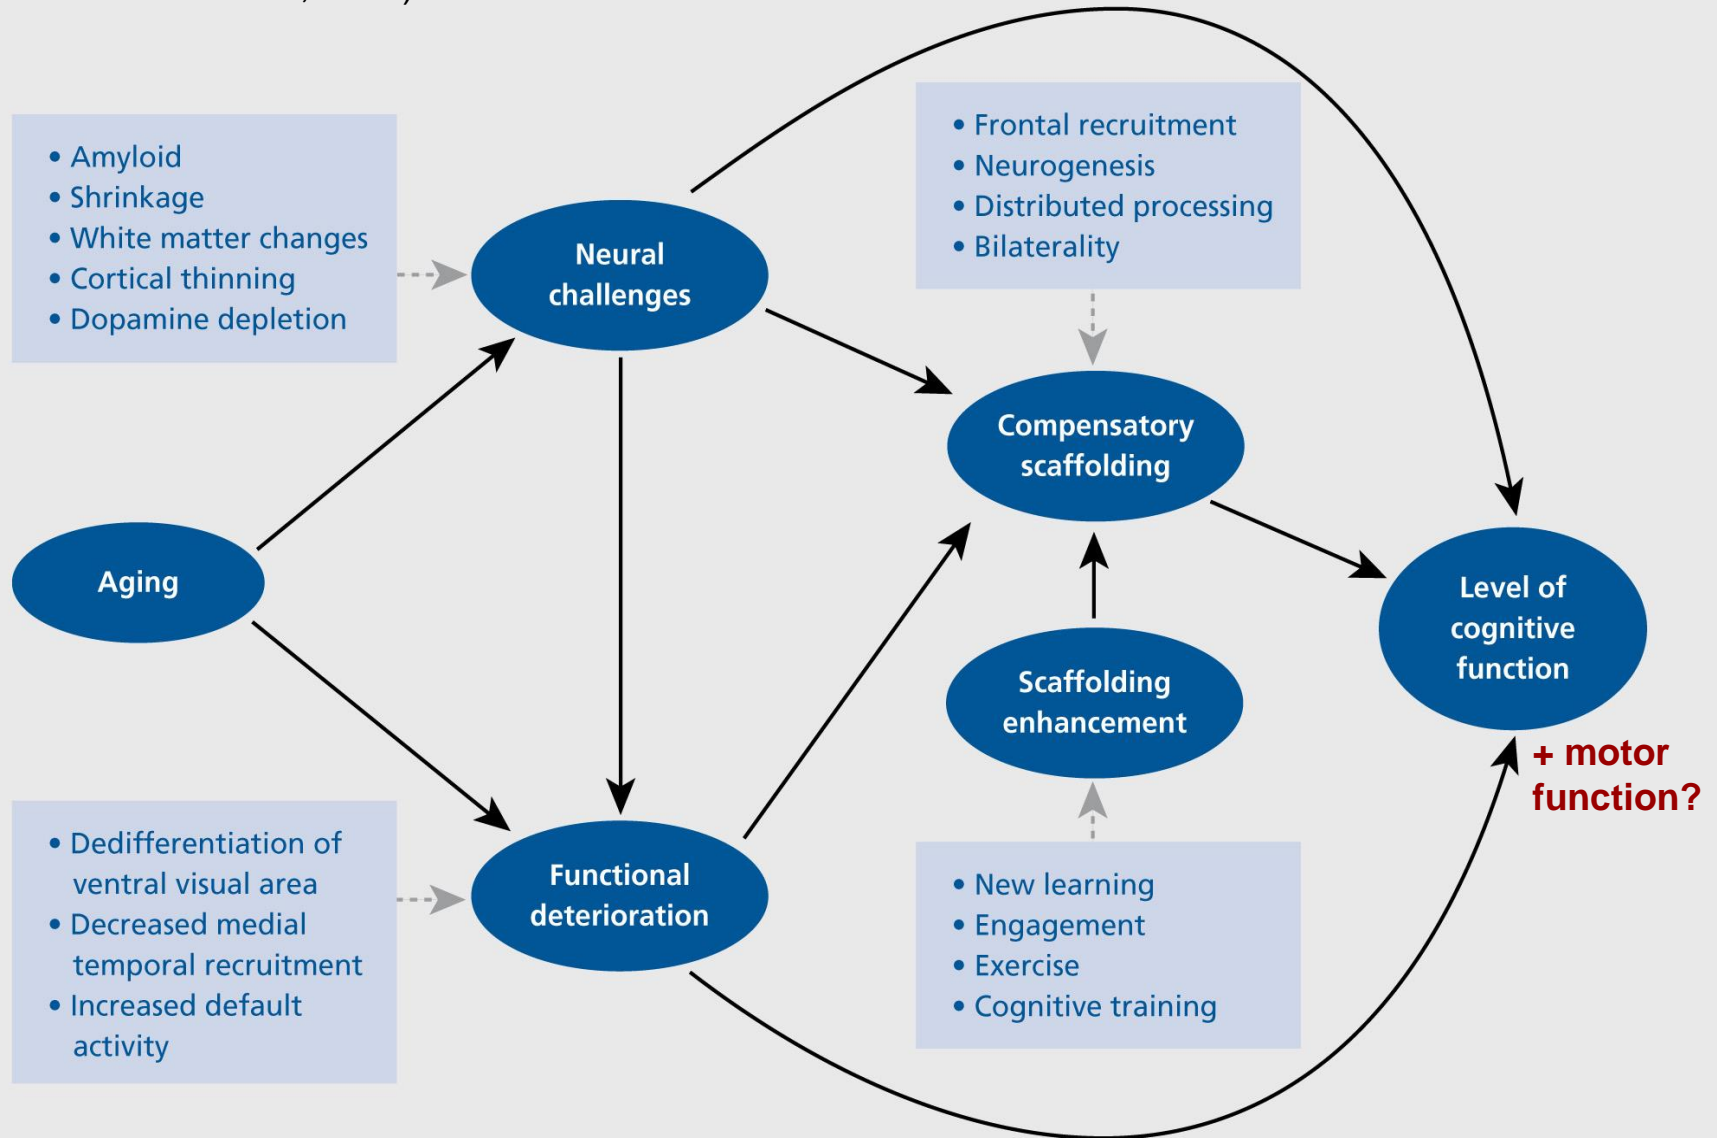 • Amyloid
• Shrinkage
• White matter changes
• Cortical thinning
• Dopamine depletion
• Frontal recruitment
• Neurogenesis
• Distributed processing
• Bilaterality
Neural
challenges
Compensatory
scaffolding
Aging
Level of
cognitive
function
Scaffolding
enhancement
+ motor
function?
• Dedifferentiation of
ventral visual area
• Decreased medial
temporal recruitment
• Increased default
activity
Functional
deterioration
• New learning
• Engagement
• Exercise
• Cognitive training